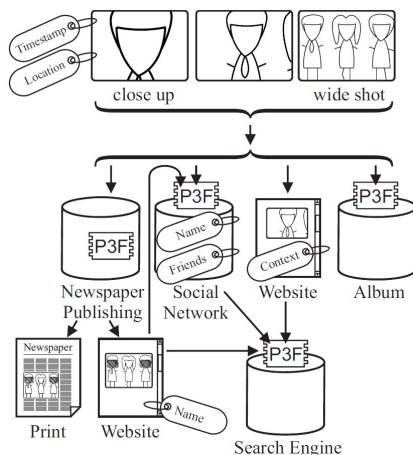 Timestamp
Location
close up
wide shot
P3F
P3F
P3F
Name
Friends
Context
Newspaper
Publishing
Social
Network
Website
Album
Newspaper
P3F
Name
Print
Website
Search Engine